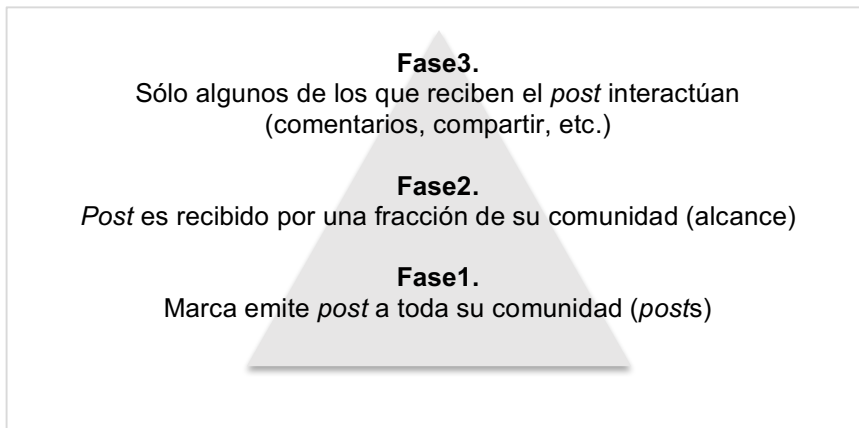 Fase3.
Sólo algunos de los que reciben el post interactúan
(comentarios, compartir, etc.)
Fase2.
Post es recibido por una fracción de su comunidad (alcance)
Fase1.
Marca emite post a toda su comunidad (posts)